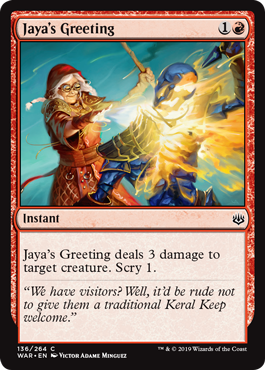 Jaya's Greeting 1
Instant
Jaya's Greeting deals 3 damage to
target creature. Scry 1.
“We have visitors? Well, it'd be rude not
to give them a traditional Keral Keep
welcome.”
136/264 C
WAR • EN Victor Adame Minguez
™ & © 2019 Wizards of the Coast